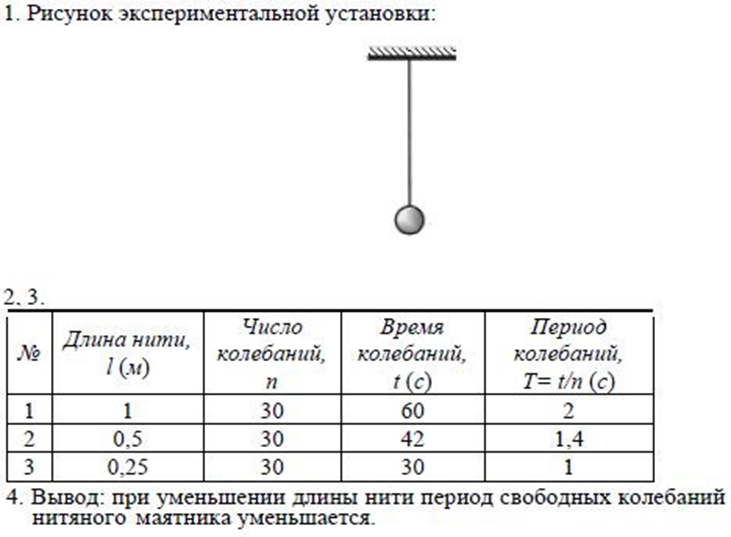 1. Рисунок экспериментальной установки:
2, 3.
№ Длина нити, l (м) Число колебаний, n Время колебаний, t (с) Период колебаний, T= t/n (с)
1 1 30 60 2
2 0,5 30 42 1,4
3 0,25 30 30 1
4. Вывод: при уменьшении длины нити период свободных колебаний
нитяного маятника уменьшается.